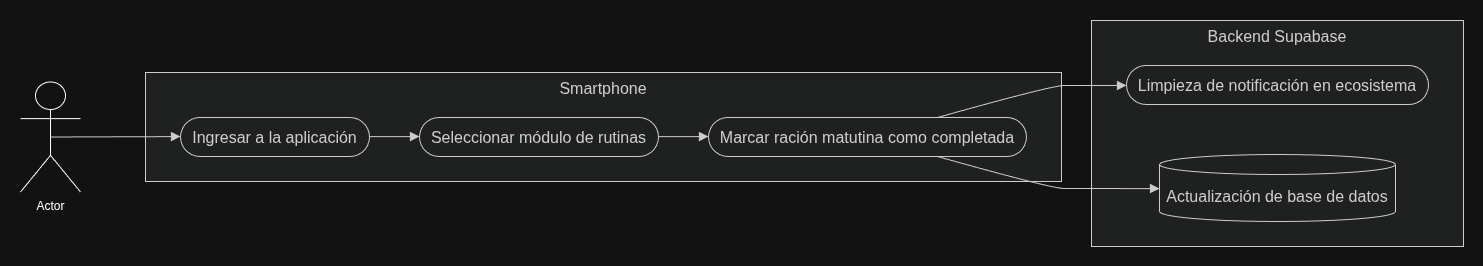 Backend Supabase
Smartphone
Limpieza de notificación en ecosistema
Ingresar a la aplicación
Seleccionar módulo de rutinas
Marcar ración matutina como completada
Actualización de base de datos
Actor